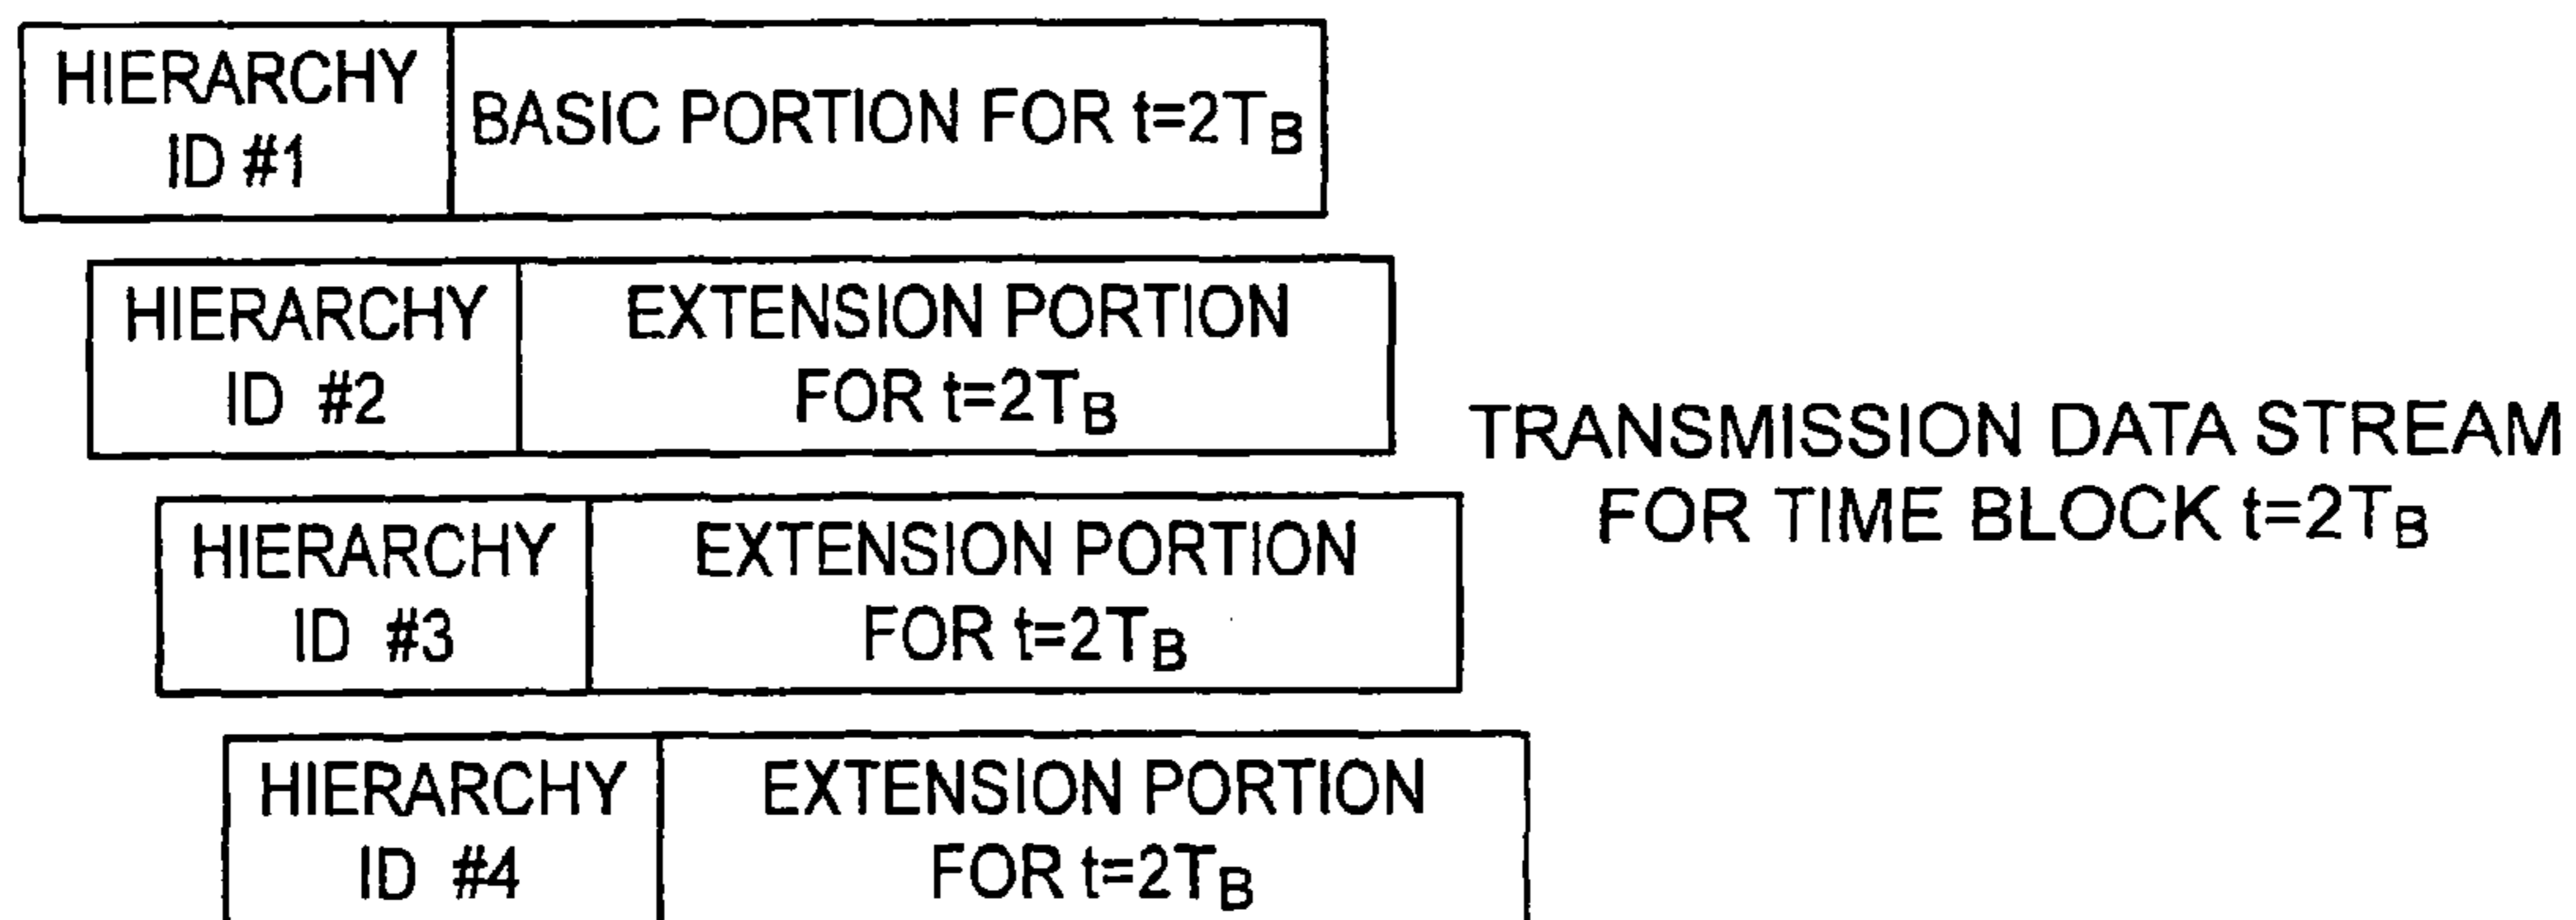 HIERARCHY
ID #1
BASIC PORTION FOR t=2TB
HIERARCHY
ID #2
EXTENSION PORTION
FOR t=2TB
HIERARCHY
ID #3
EXTENSION PORTION
FOR t=2TB
HIERARCHY
ID #4
EXTENSION PORTION
FOR t=2TB
TRANSMISSION DATA STREAM
FOR TIME BLOCK t=2TB